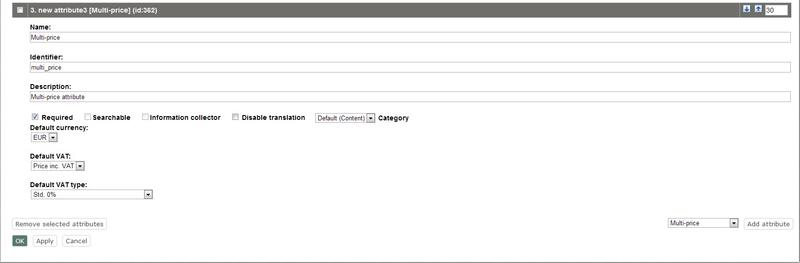 3. new attribute3 [Multi-price] (id:362) 30
Name:
Multi-price
Identifier:
multi_price
Description:
Multi-price attribute
Required Searchable Information collector Disable translation Default (Content) Category
Default currency:
EUR
Default VAT:
Price inc. VAT
Default VAT type:
Std, 0%
Remove selected attributes Multi-price Add attribute
OK Apply Cancel